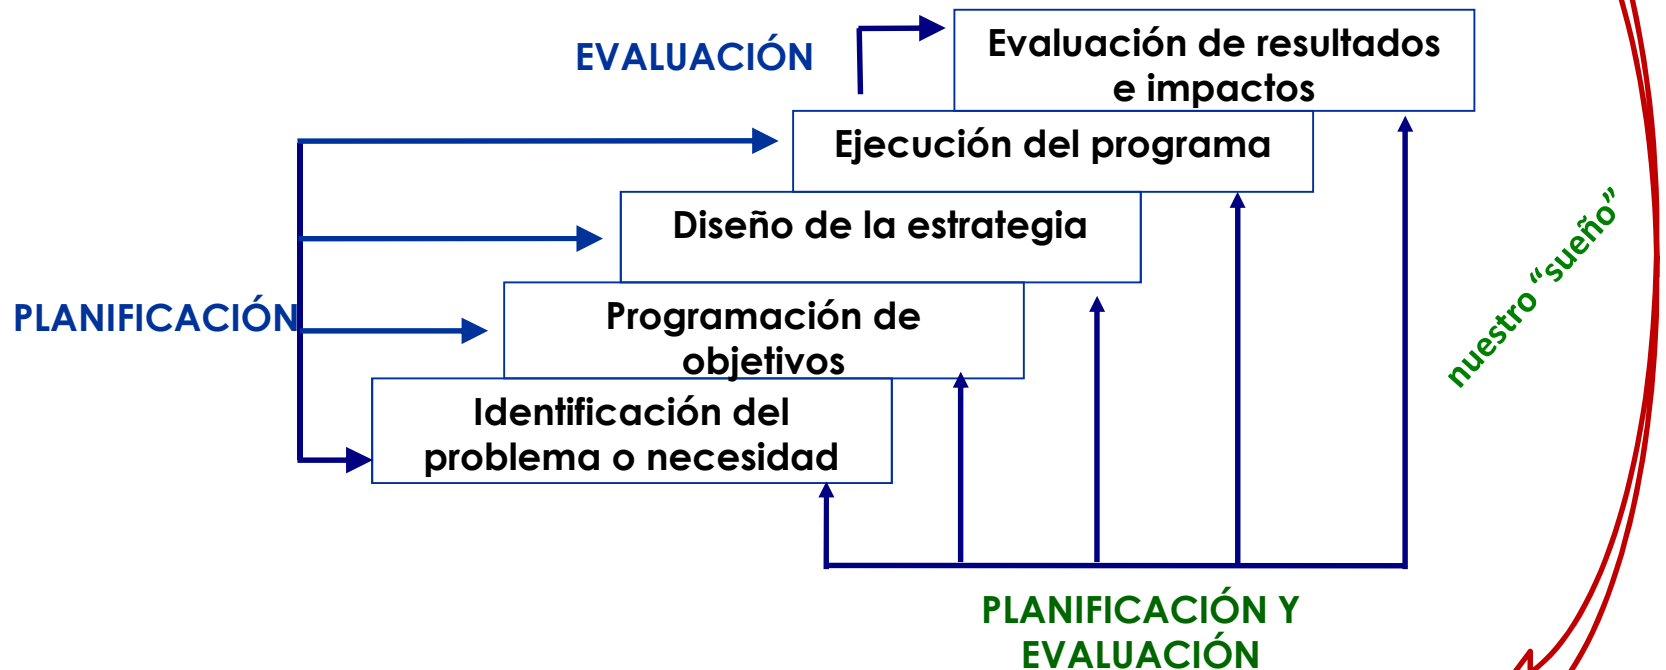 EVALUACIÓN
Evaluación de resultados
e impactos
Ejecución del programa
Diseño de la estrategia
PLANIFICACIÓN
Programación de
objetivos
Identificación del
problema o necesidad
nuestro “sueño”
PLANIFICACIÓN Y
EVALUACIÓN